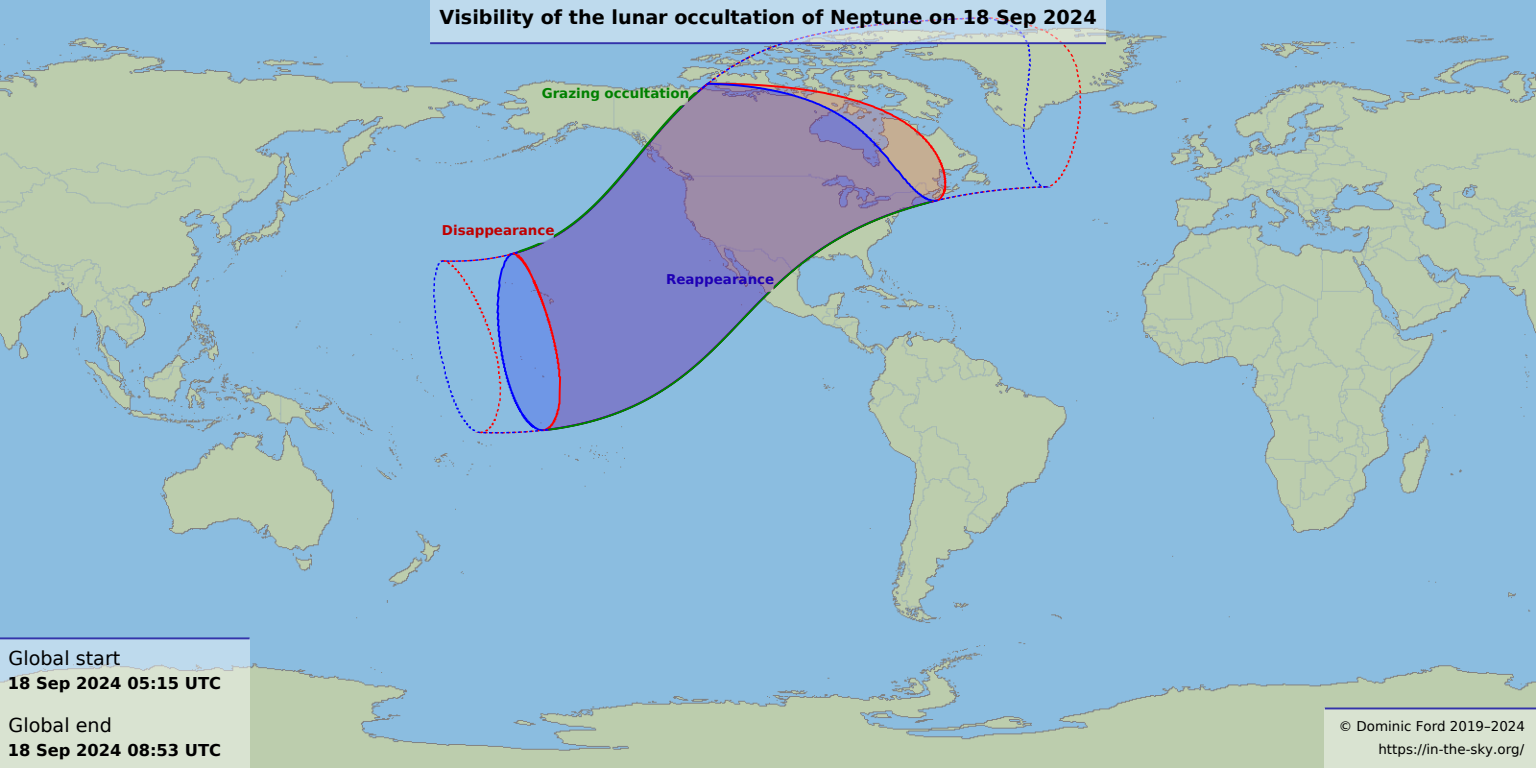 Visibility of the lunar occultation of Neptune on 18 Sep 2024
Grazing occultation
Disappearance
Reappearance
Global start
18 Sep 2024 05:15 UTC
Global end
18 Sep 2024 08:53 UTC
© Dominic Ford 2019–2024
https://in-the-sky.org/